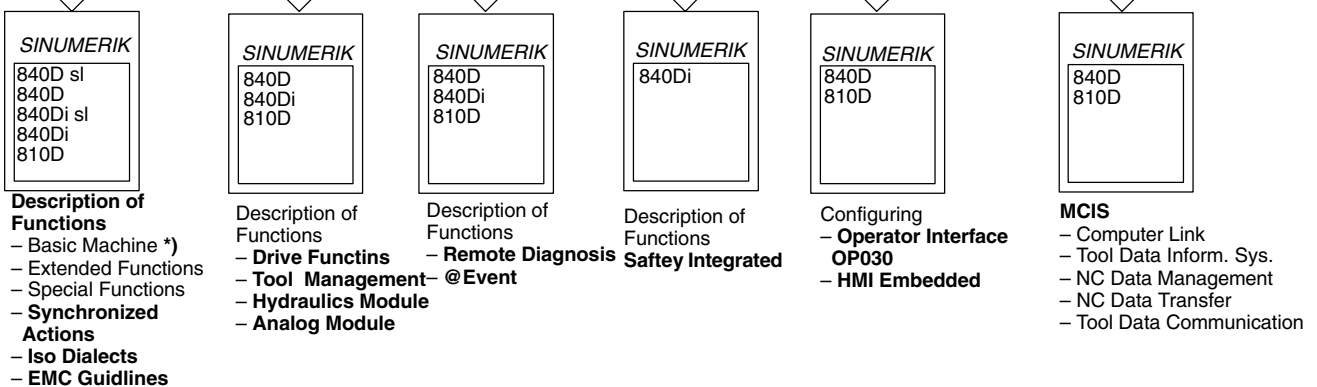 SINUMERIK
840D sl
840D
840Di sl
840Di
810D
Description of
Functions
– Basic Machine *)
– Extended Functions
– Special Functions
– Synchronized
Actions
– Iso Dialects
– EMC Guidlines
SINUMERIK
840D
840Di
810D
Description of
Functions
– Drive Functins
– Tool Management
– Hydraulics Module
– Analog Module
SINUMERIK
840D
840Di
810D
Description of
Functions
– Remote Diagnosis
– @Event
SINUMERIK
840Di
Description of
Functions
Saftey Integrated
SINUMERIK
840D
810D
Configuring
– Operator Interface
OP030
– HMI Embedded
SINUMERIK
840D
810D
MCIS
– Computer Link
– Tool Data Inform. Sys.
– NC Data Management
– NC Data Transfer
– Tool Data Communication